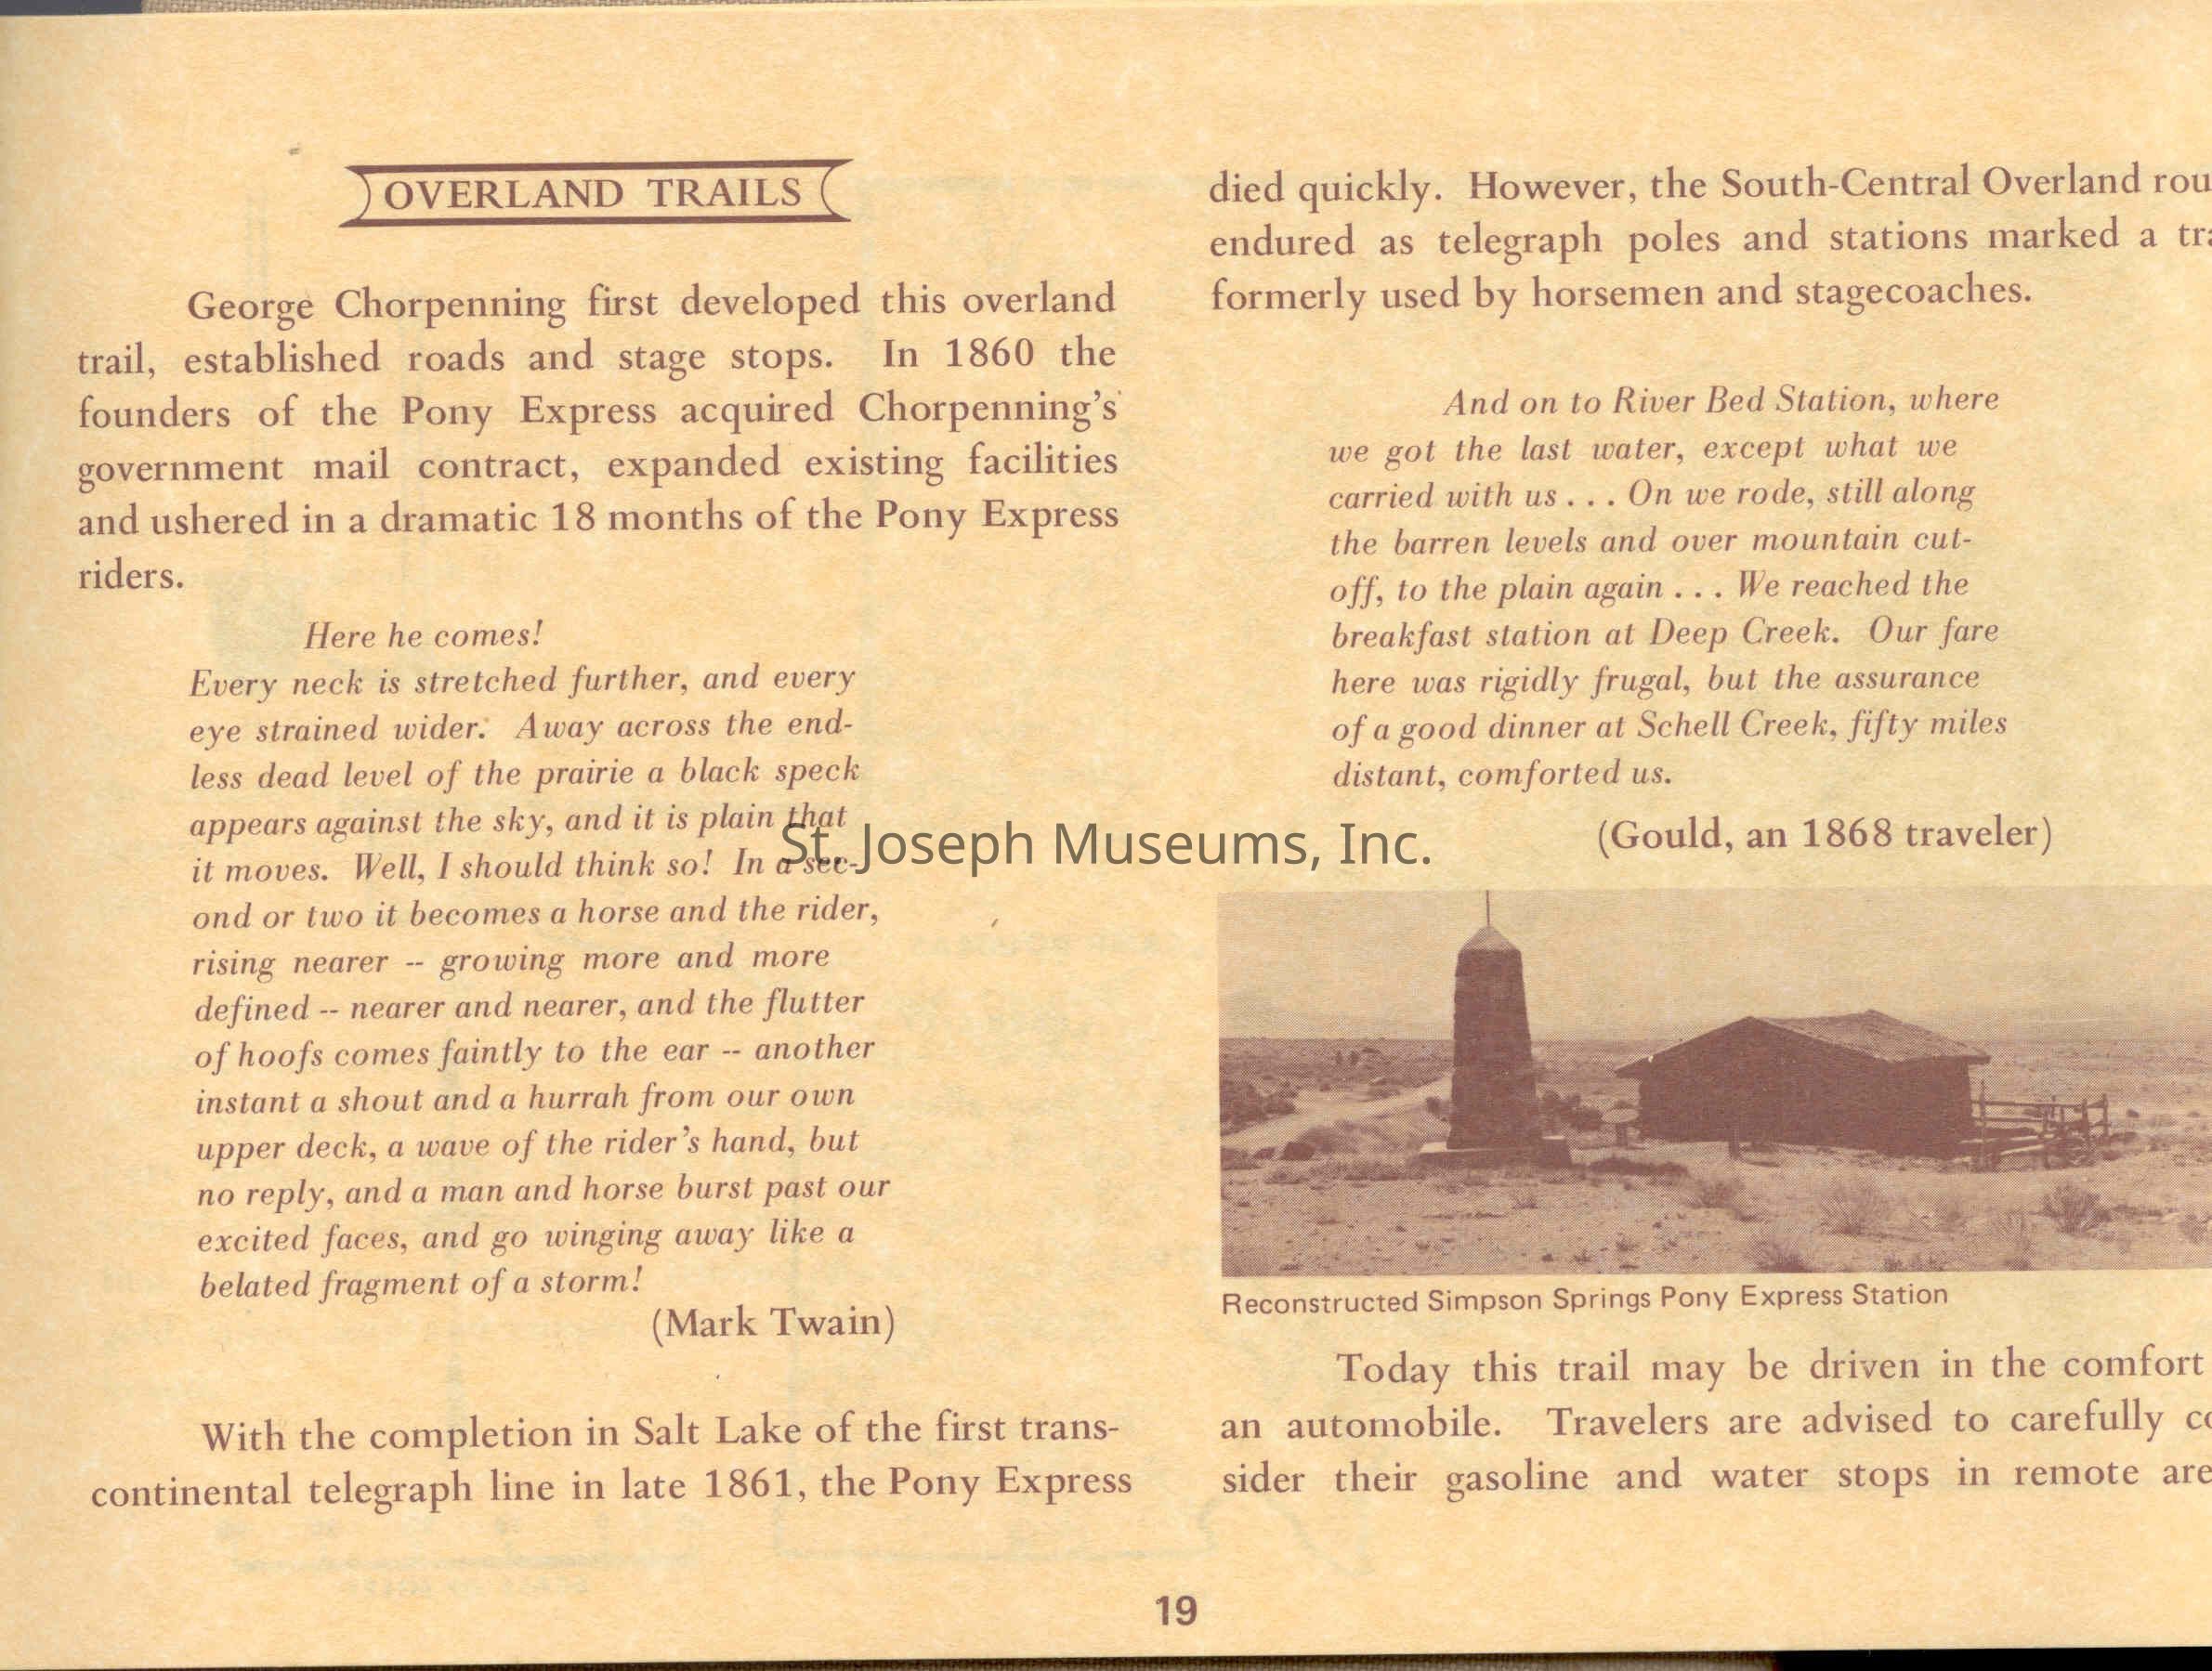 OVERLAND TRAILS
George Chorpenning first developed this overland
trail, established roads and stage stops. In 1860 the
founders of the Pony Express acquired Chorpenning's
government mail contract, expanded existing facilities
and ushered in a dramatic 18 months of the Pony Express
riders.
Here he comes!
Every neck is stretched further, and every
eye strained wider. Away across the end-
less dead level of the prairie a black speck
appears against the sky, and it is plain that
it moves. Well, I should think so! In a sec-
ond or two it becomes a horse and the rider,
rising nearer -- growing more and more
defined -- nearer and nearer, and the flutter
of hoofs comes faintly to the ear -- another
instant a shout and a hurrah from our own
upper deck, a wave of the rider's hand, but
no reply, and a man and horse burst past our
excited faces, and go winging away like a
belated fragment of a storm!
(Mark Twain)
With the completion in Salt Lake of the first trans-
continental telegraph line in late 1861, the Pony Express
died quickly. However, the South-Central Overland
endured as telegraph poles and stations marked a
formerly used by horsemen and stagecoaches.
And on to River Bed Station, where
we got the last water, except what we
carried with us . . . On we rode, still along
the barren levels and over mountain cut-
off, to the plain again . . . We reached the
breakfast station at Deep Creek. Our fare
here was rigidly frugal, but the assurance
of a good dinner at Schell Creek, fifty miles
distant, comforted us.
(Gould, an 1868 traveler)
St. Joseph Museums, Inc.
Reconstructed Simpson Springs Pony Express Station
Today this trail may be driven in the comfort
an automobile. Travelers are advised to carefully
sider their gasoline and water stops in remote
19